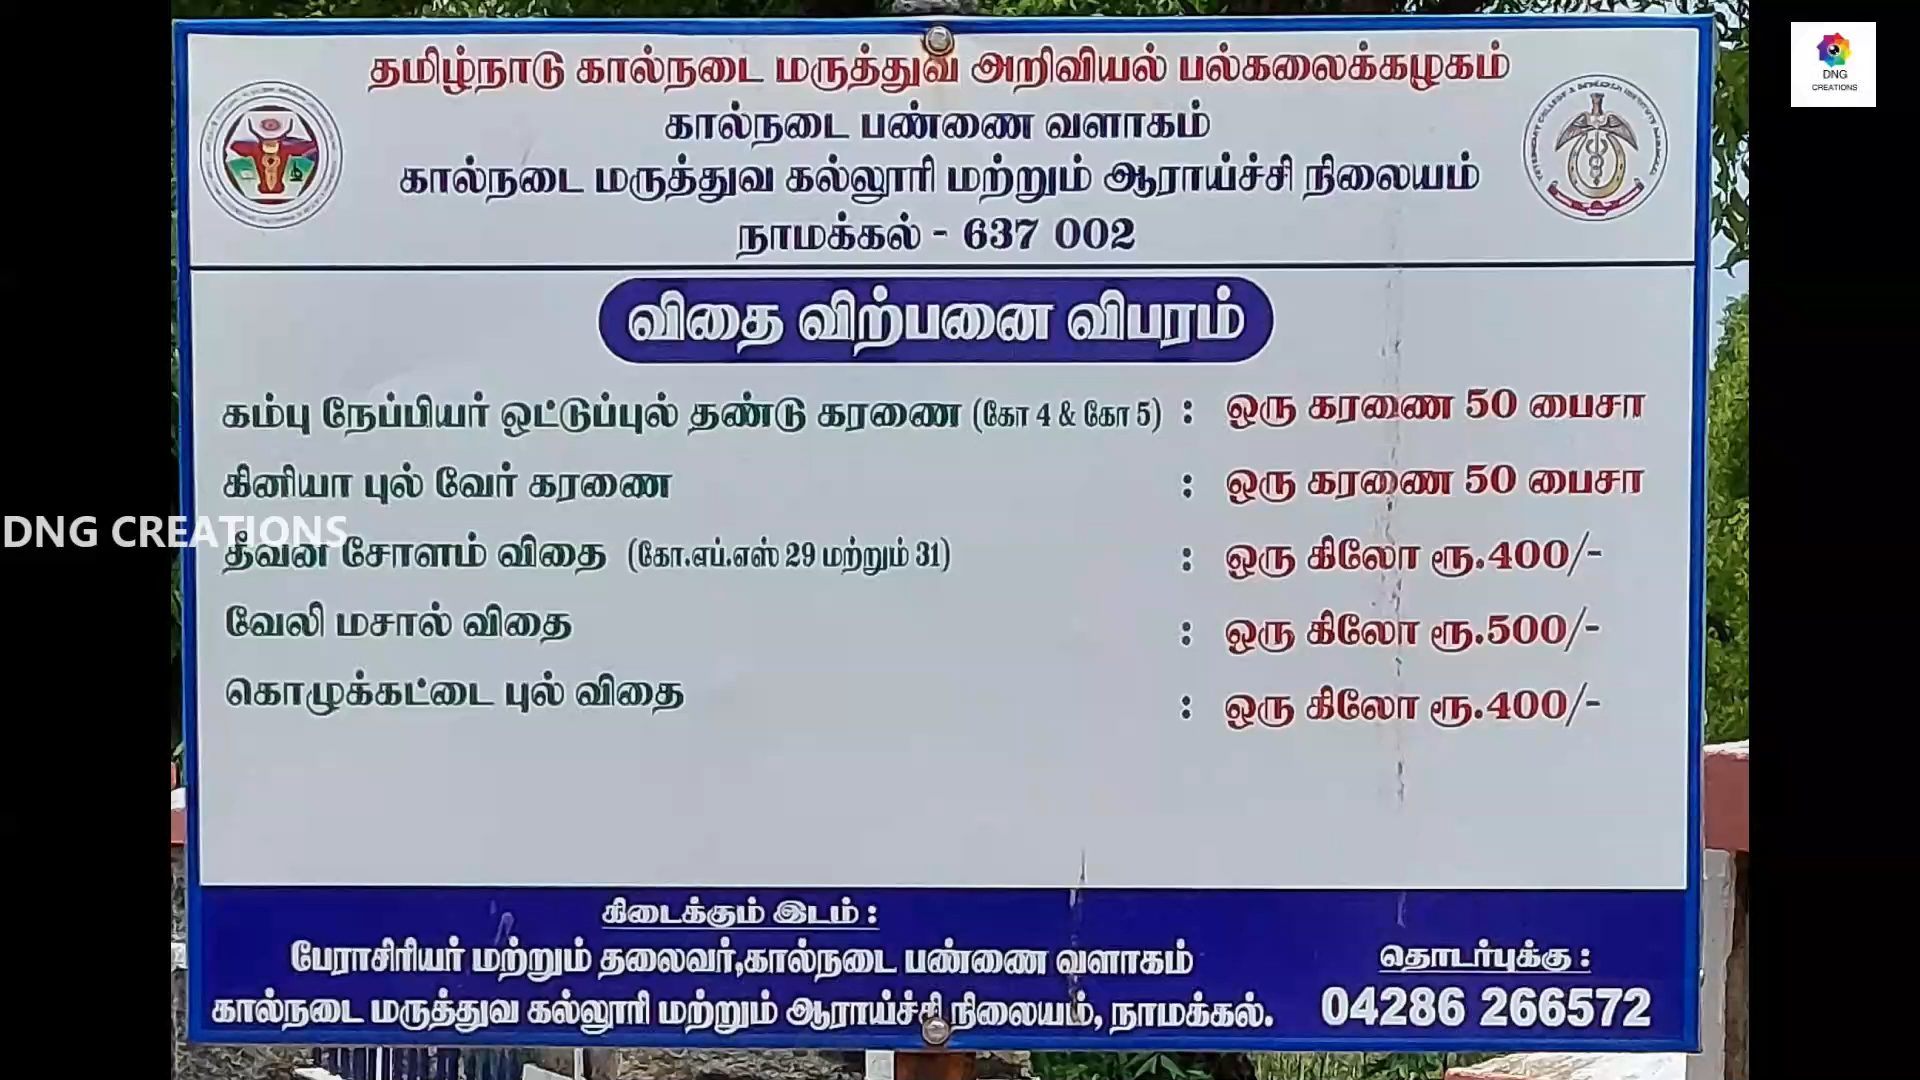 தமிழ்நாடு கால்நடை மருத்துவ அறிவியல் பல்கலைக்கழகம்
கால்நடை பண்ணை வளாகம்
கால்நடை மருத்துவ கல்லூரி மற்றும் ஆராய்ச்சி நிலையம்
நாமக்கல் - 637 002
DNG
CREATIONS
விதை விற்பனை விபரம்
கம்பு நேப்பியர் ஒட்டுப்புல் தண்டு கரணை (கோ 4 & கோ 5) : ஒரு கரணை 50 பைசா
கினியா புல் வேர் கரணை : ஒரு கரணை 50 பைசா
DNG CREATIONS
தீவன சோளம் விதை (கோ.எப்.எஸ் 29 மற்றும் 31) : ஒரு கிலோ ரூ.400/-
வேலி மசால் விதை : ஒரு கிலோ ரூ.500/-
கொழுக்கட்டை புல் விதை : ஒரு கிலோ ரூ.400/-
கிடைக்கும் இடம் :
பேராசிரியர் மற்றும் தலைவர்,கால்நடை பண்ணை வளாகம்
கால்நடை மருத்துவ கல்லூரி மற்றும் ஆராய்ச்சி நிலையம், நாமக்கல்.
தொடர்புக்கு :
04286 266572